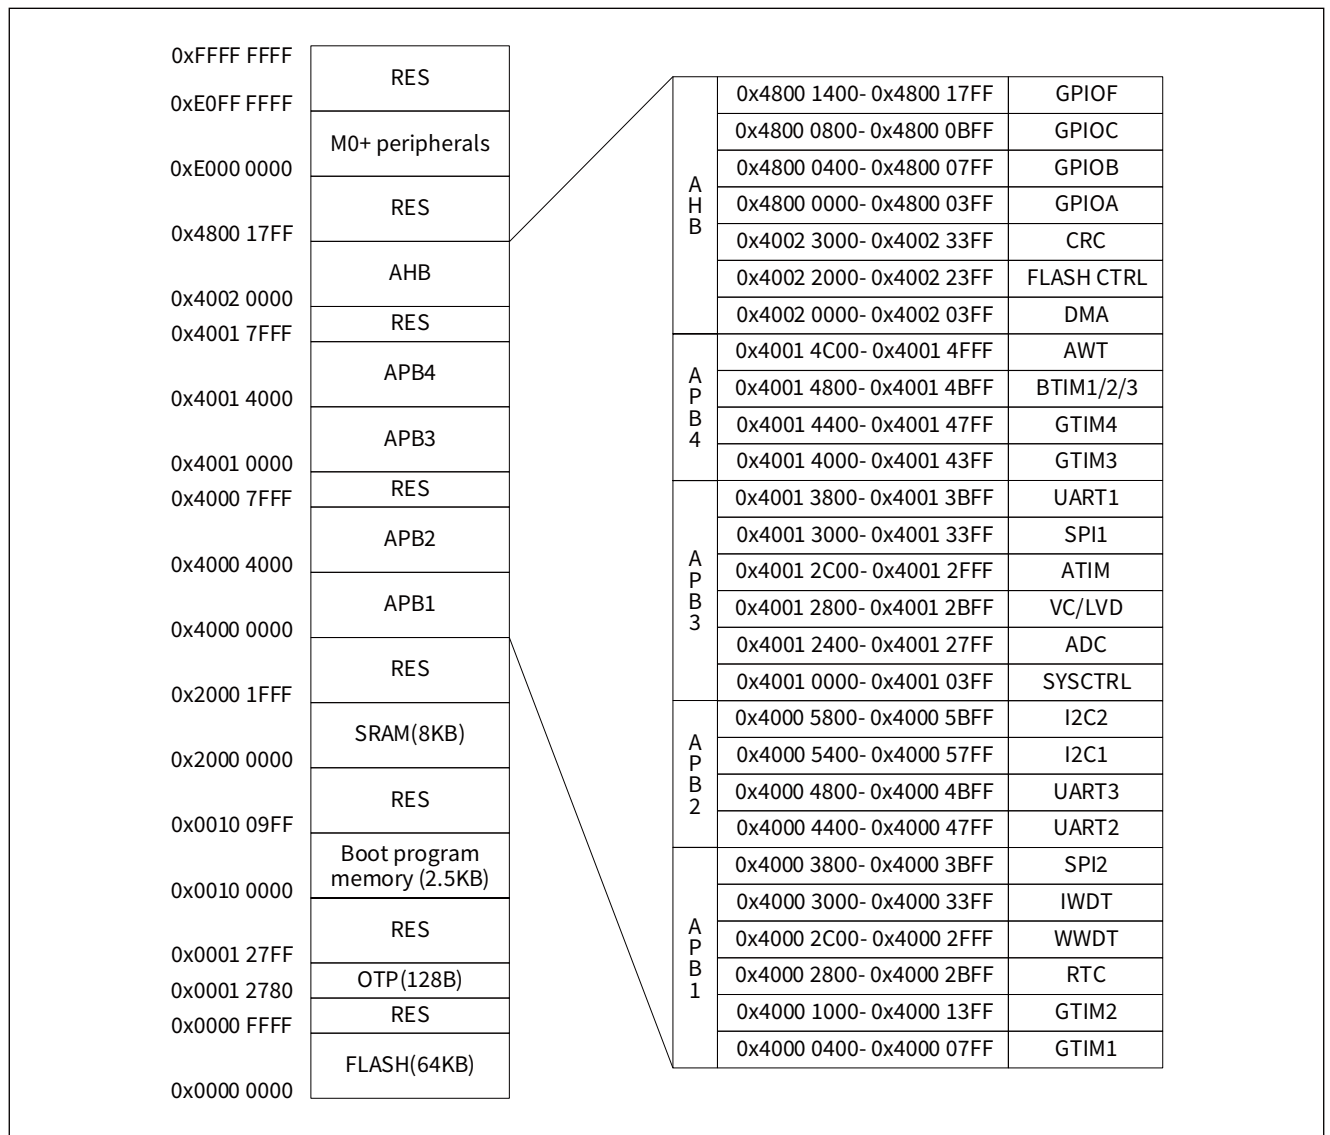 0xFFFF FFFF
RES
0xE0FF FFFF
M0+ peripherals
0xE000 0000
RES
0x4800 17FF
AHB
0x4002 0000
RES
0x4001 7FFF
APB4
0x4001 4000
APB3
0x4001 0000
RES
0x4000 7FFF
APB2
0x4000 4000
APB1
0x4000 0000
RES
0x2000 1FFF
SRAM(8KB)
0x2000 0000
RES
0x0010 09FF
Boot program
memory (2.5KB)
0x0010 0000
RES
0x0001 27FF
OTP(128B)
0x0001 2780
RES
0x0000 FFFF
FLASH(64KB)
0x0000 0000
AHB
0x4800 1400- 0x4800 17FF GPIOF
0x4800 0800- 0x4800 0BFF GPIOC
0x4800 0400- 0x4800 07FF GPIOB
0x4800 0000- 0x4800 03FF GPIOA
0x4002 3000- 0x4002 33FF CRC
0x4002 2000- 0x4002 23FF FLASH CTRL
0x4002 0000- 0x4002 03FF DMA
APB4
0x4001 4C00- 0x4001 4FFF AWT
0x4001 4800- 0x4001 4BFF BTIM1/2/3
0x4001 4400- 0x4001 47FF GTIM4
0x4001 4000- 0x4001 43FF GTIM3
APB3
0x4001 3800- 0x4001 3BFF UART1
0x4001 3000- 0x4001 33FF SPI1
0x4001 2C00- 0x4001 2FFF ATIM
0x4001 2800- 0x4001 2BFF VC/LVD
0x4001 2400- 0x4001 27FF ADC
0x4001 0000- 0x4001 03FF SYSCTRL
APB2
0x4000 5800- 0x4000 5BFF I2C2
0x4000 5400- 0x4000 57FF I2C1
0x4000 4800- 0x4000 4BFF UART3
0x4000 4400- 0x4000 47FF UART2
APB1
0x4000 3800- 0x4000 3BFF SPI2
0x4000 3000- 0x4000 33FF IWDT
0x4000 2C00- 0x4000 2FFF WWDT
0x4000 2800- 0x4000 2BFF RTC
0x4000 1000- 0x4000 13FF GTIM2
0x4000 0400- 0x4000 07FF GTIM1